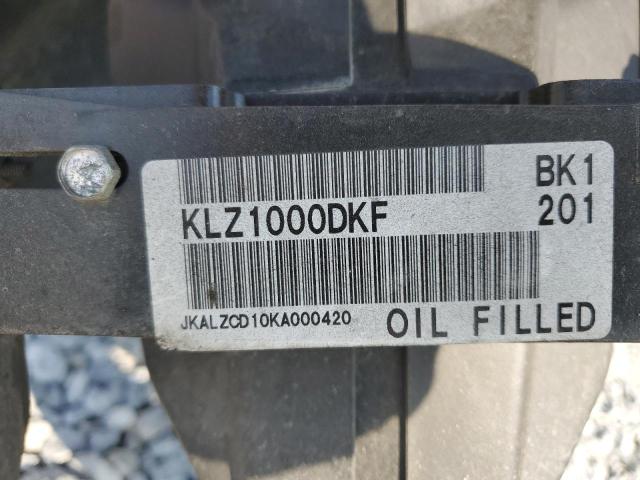 BK1
KLZ1000DKF 201
JKALZCD10KA000420 OIL FILLED